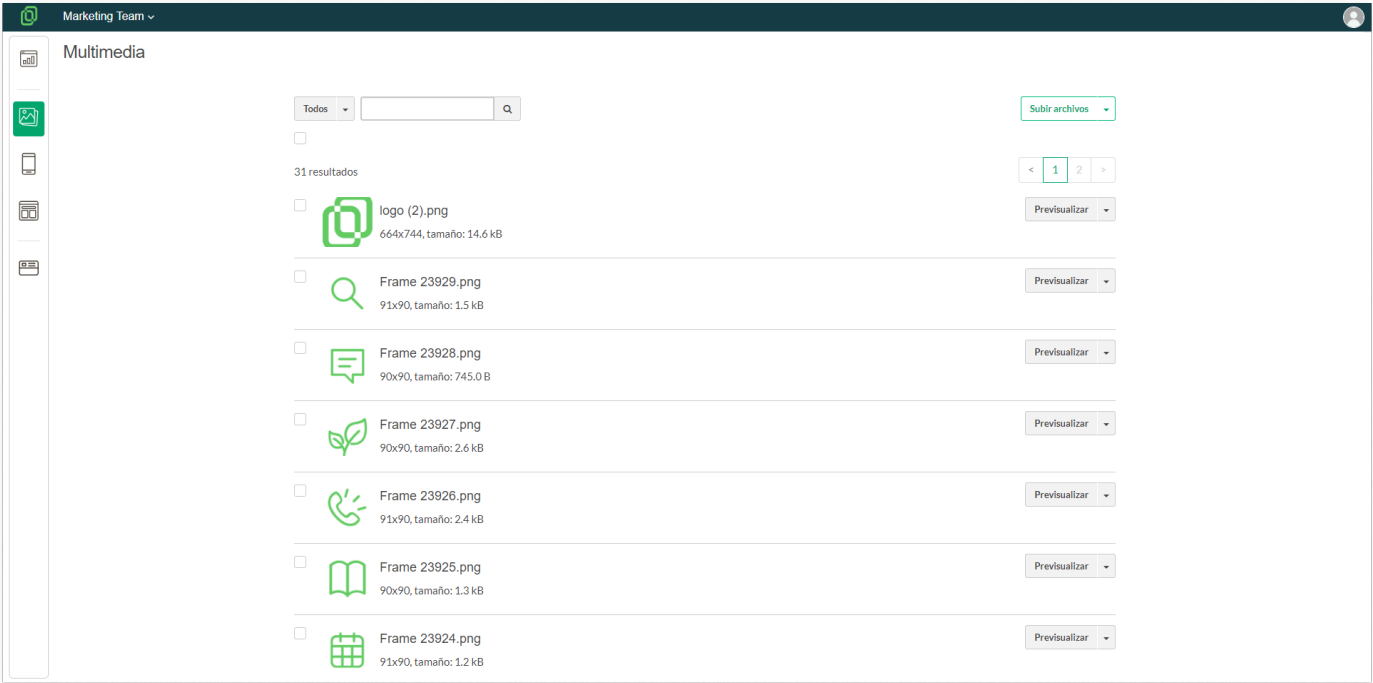 Marketing Team
Multimedia
Todos
Subir archivos
31 resultados
< 1 2 >
logo (2).png
Previsualizar
664x744, tamaño: 14.6 kB
Frame 23929.png
Previsualizar
91x90, tamaño: 1.5 kB
Frame 23928.png
Previsualizar
90x90, tamaño: 745.0 B
Frame 23927.png
Previsualizar
90x90, tamaño: 2.6 kB
Frame 23926.png
Previsualizar
91x90, tamaño: 2.4 kB
Frame 23925.png
Previsualizar
90x90, tamaño: 1.3 kB
Frame 23924.png
Previsualizar
91x90, tamaño: 1.2 kB